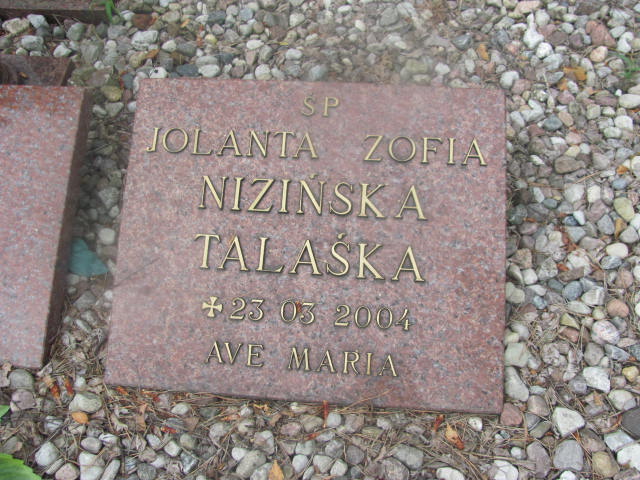 ŚP
JOLANTA ZOFIA
NIZIŃSKA
TALAŚKA
✠ 23 03 2004
AVE MARIA